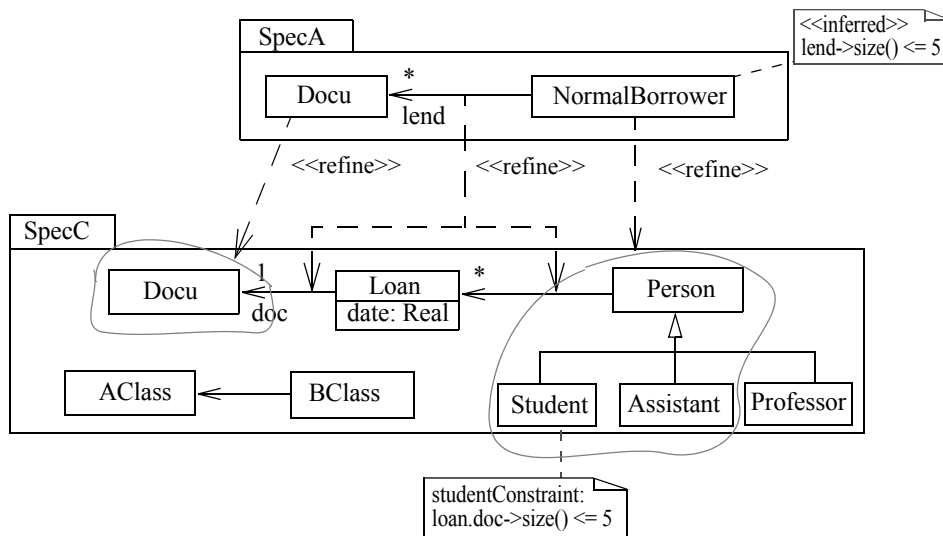 SpecA
<<inferred>>
lend->size() <= 5
*
Docu
NormalBorrower
lend
<<refine>>
<<refine>>
<<refine>>
SpecC
1
*
Docu
Loan
Person
doc
date: Real
AClass
BClass
Student
Assistant
Professor
studentConstraint:
loan.doc->size() <= 5